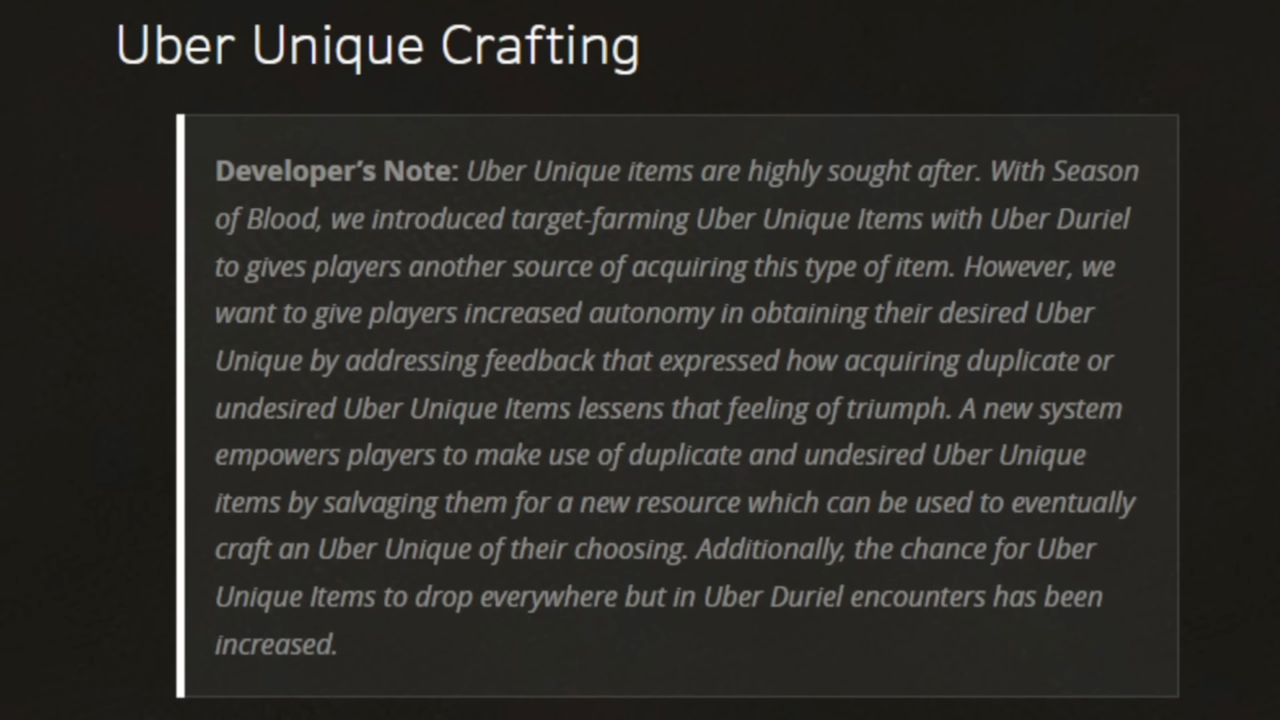 Uber Unique Crafting
Developer’s Note: Uber Unique items are highly sought after. With Season
of Blood, we introduced target-farming Uber Unique Items with Uber Duriel
to gives players another source of acquiring this type of item. However, we
want to give players increased autonomy in obtaining their desired Uber
Unique by addressing feedback that expressed how acquiring duplicate or
undesired Uber Unique Items lessens that feeling of triumph. A new system
empowers players to make use of duplicate and undesired Uber Unique
items by salvaging them for a new resource which can be used to eventually
craft an Uber Unique of their choosing. Additionally, the chance for Uber
Unique Items to drop everywhere but in Uber Duriel encounters has been
increased.